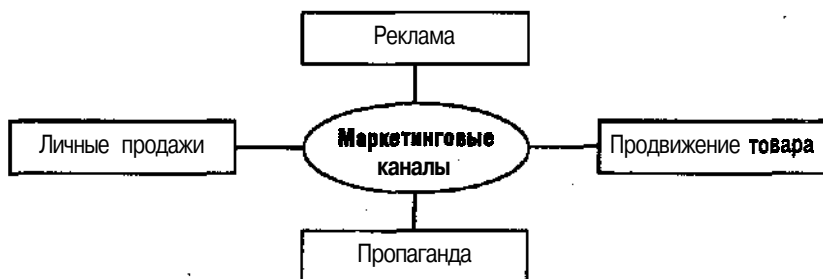 Реклама
Личные продажи
Маркетинговые
каналы
Продвижение товара
Пропаганда